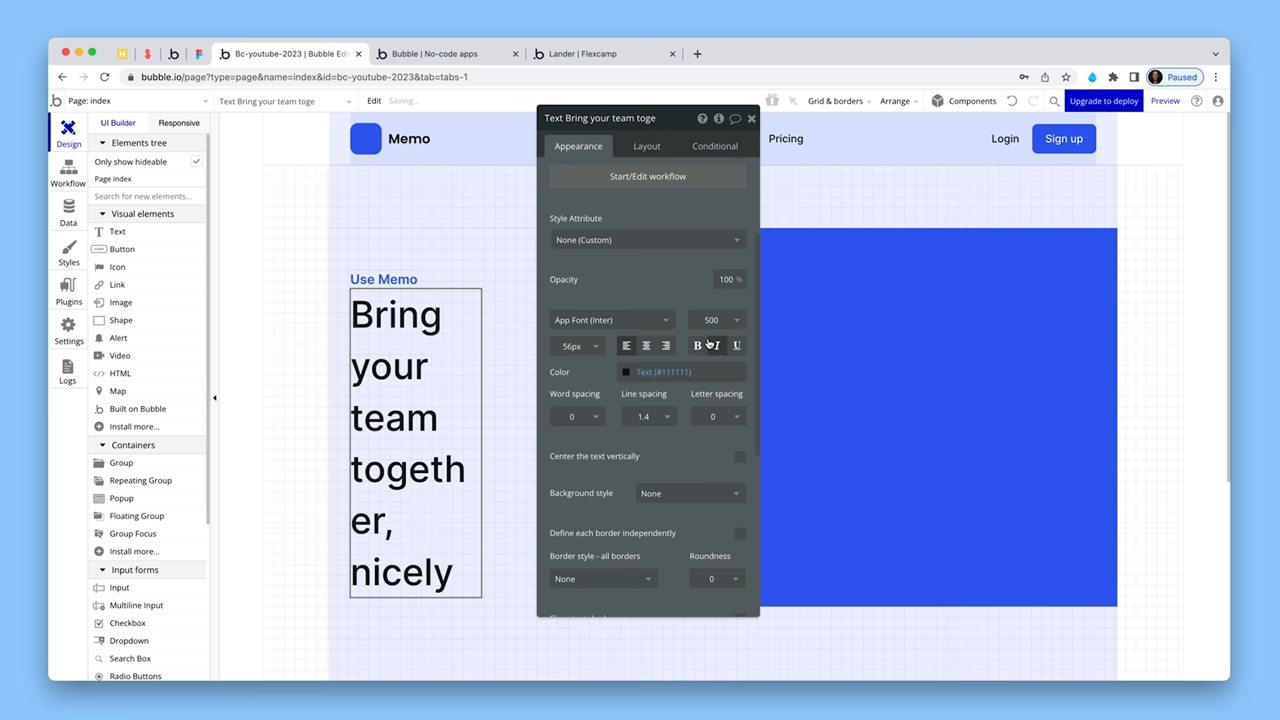 Bc-youtube-2023 | Bubble Edi
Bubble | No-code apps
Lander | Flexcamp
bubble.io/page?type=page&name=index&id=bc-youtube-2023&tab=tabs-1
Paused
Page: index
Text Bring your team toge
Edit
Saving...
Grid & borders
Arrange
Components
Upgrade to deploy
Preview
Design
Workflow
Data
Styles
Plugins
Settings
Logs
UI Builder
Responsive
Elements tree
Only show hideable
Page index
Search for new elements...
Visual elements
Text
Button
Icon
Link
Image
Shape
Alert
Video
HTML
Map
Built on Bubble
Install more...
Containers
Group
Repeating Group
Popup
Floating Group
Group Focus
Install more...
Input forms
Input
Multiline Input
Checkbox
Dropdown
Search Box
Radio Buttons
Memo
Pricing
Login
Sign up
Use Memo
Bring
your
team
togeth
er,
nicely
Text Bring your team toge
Appearance
Layout
Conditional
Start/Edit workflow
Style Attribute
None (Custom)
Opacity
100 %
App Font (Inter)
500
56px
B I U
Color
Text (#111111)
Word spacing
Line spacing
Letter spacing
0
1.4
0
Center the text vertically
Background style
None
Define each border independently
Border style - all borders
Roundness
None
0